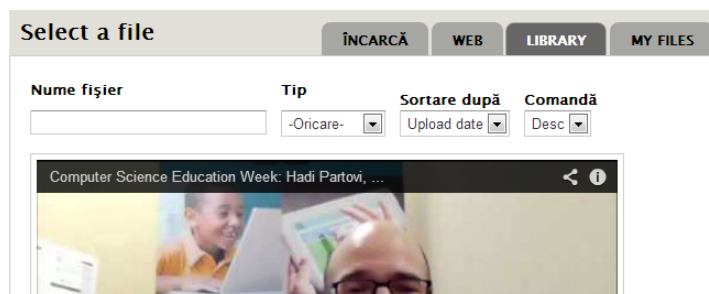 Select a file
ÎNCARCĂ WEB LIBRARY MY FILES
Nume fișier
Tip
Sortare după
Comandă
-Oricare-
Upload date
Desc
Computer Science Education Week: Hadi Partovi, ...